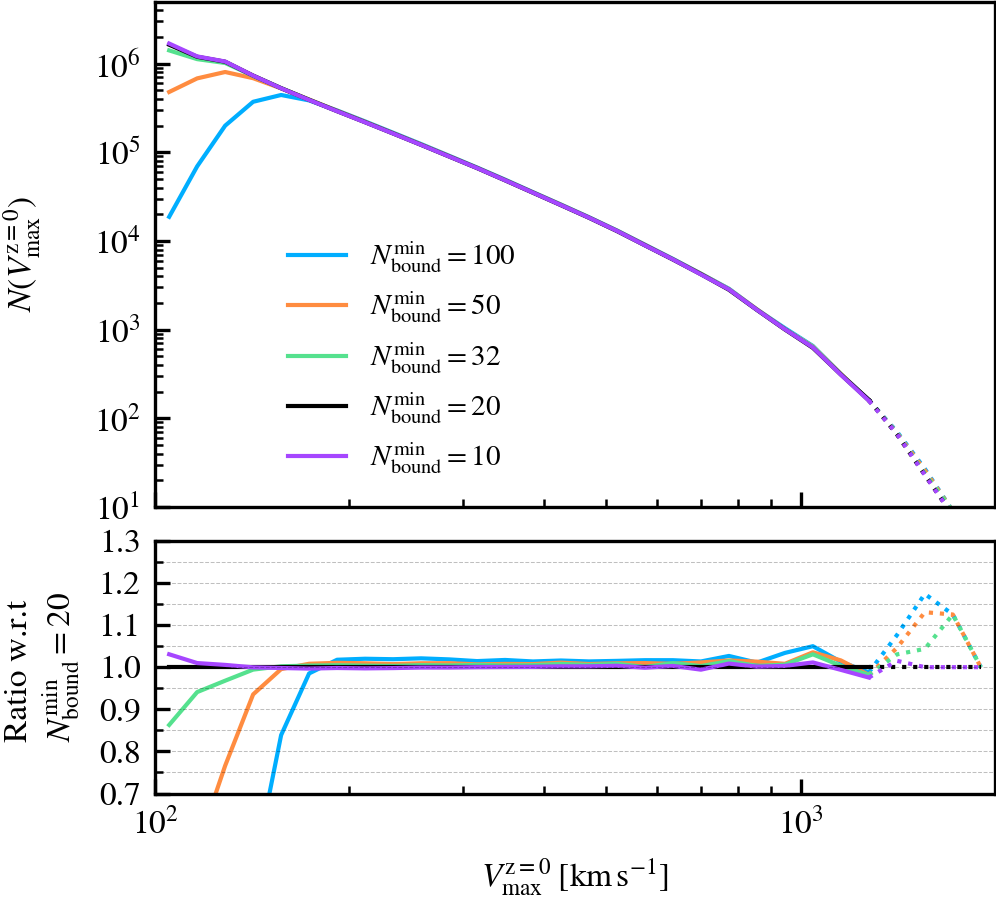 10^6
10^5
10^4
10^3
10^2
10^1
N(V_max^{z=0})
N_bound^min = 100
N_bound^min = 50
N_bound^min = 32
N_bound^min = 20
N_bound^min = 10
1.3
1.2
1.1
1.0
0.9
0.8
0.7
Ratio w.r.t
N_bound^min = 20
10^2
10^3
V_max^{z=0} [km s^{−1}]